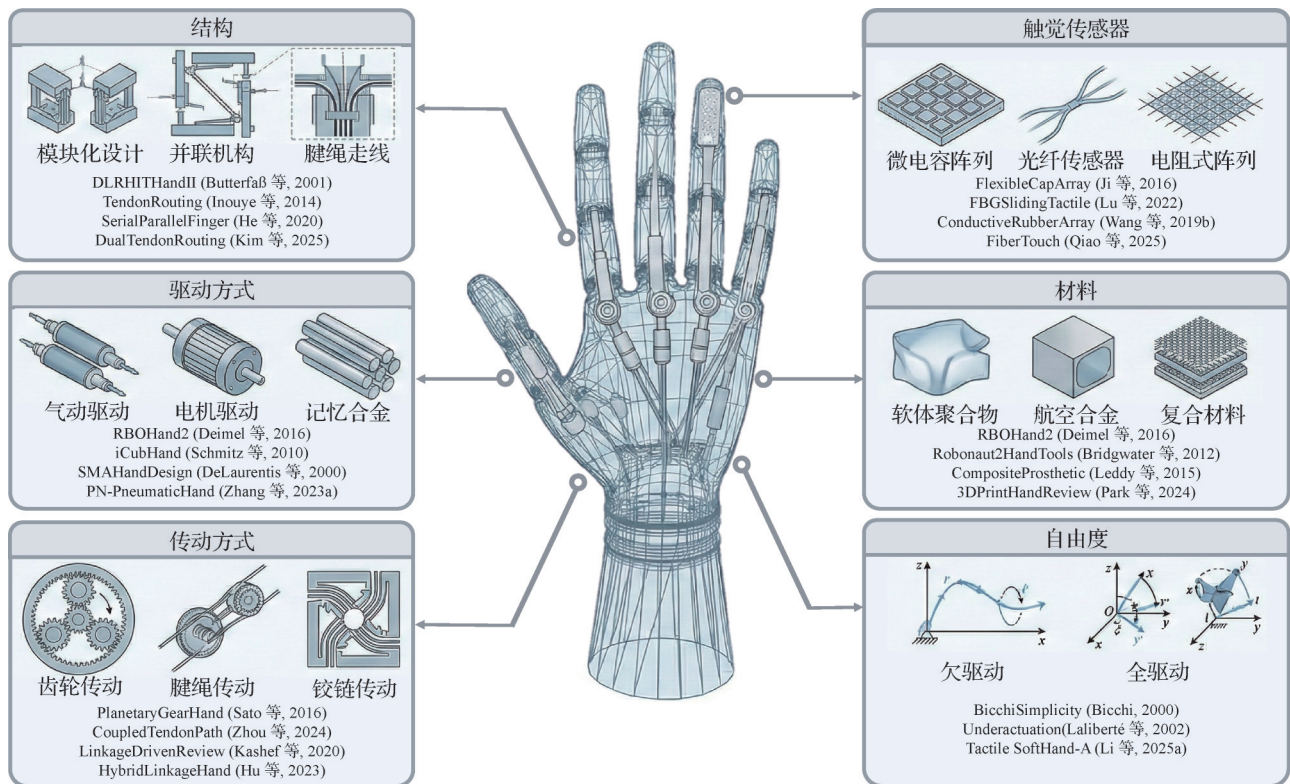 结构
模块化设计 并联机构 腱绳走线
DLRHITHandII (Butterfaß 等, 2001)
TendonRouting (Inouye 等, 2014)
SerialParallelFinger (He 等, 2020)
DualTendonRouting (Kim 等, 2025)
驱动方式
气动驱动 电机驱动 记忆合金
RBOHand2 (Deimel 等, 2016)
iCubHand (Schmitz 等, 2010)
SMAHandDesign (DeLaurentis 等, 2000)
PN-PneumaticHand (Zhang 等, 2023a)
传动方式
齿轮传动 腱绳传动 铰链传动
PlanetaryGearHand (Sato 等, 2016)
CoupledTendonPath (Zhou 等, 2024)
LinkageDrivenReview (Kashef 等, 2020)
HybridLinkageHand (Hu 等, 2023)
触觉传感器
微电容阵列 光纤传感器 电阻式阵列
FlexibleCapArray (Ji 等, 2016)
FBGSlidingTactile (Lu 等, 2022)
ConductiveRubberArray (Wang 等, 2019b)
FiberTouch (Qiao 等, 2025)
材料
软体聚合物 航空合金 复合材料
RBOHand2 (Deimel 等, 2016)
Robonaut2HandTools (Bridgwater 等, 2012)
CompositeProsthetic (Leddy 等, 2015)
3DPrintHandReview (Park 等, 2024)
自由度
z r x
z x O y x
y x z y
欠驱动 全驱动
BicchiSimplicity (Bicchi, 2000)
Underactuation(Laliberté 等, 2002)
Tactile SoftHand-A (Li 等, 2025a)